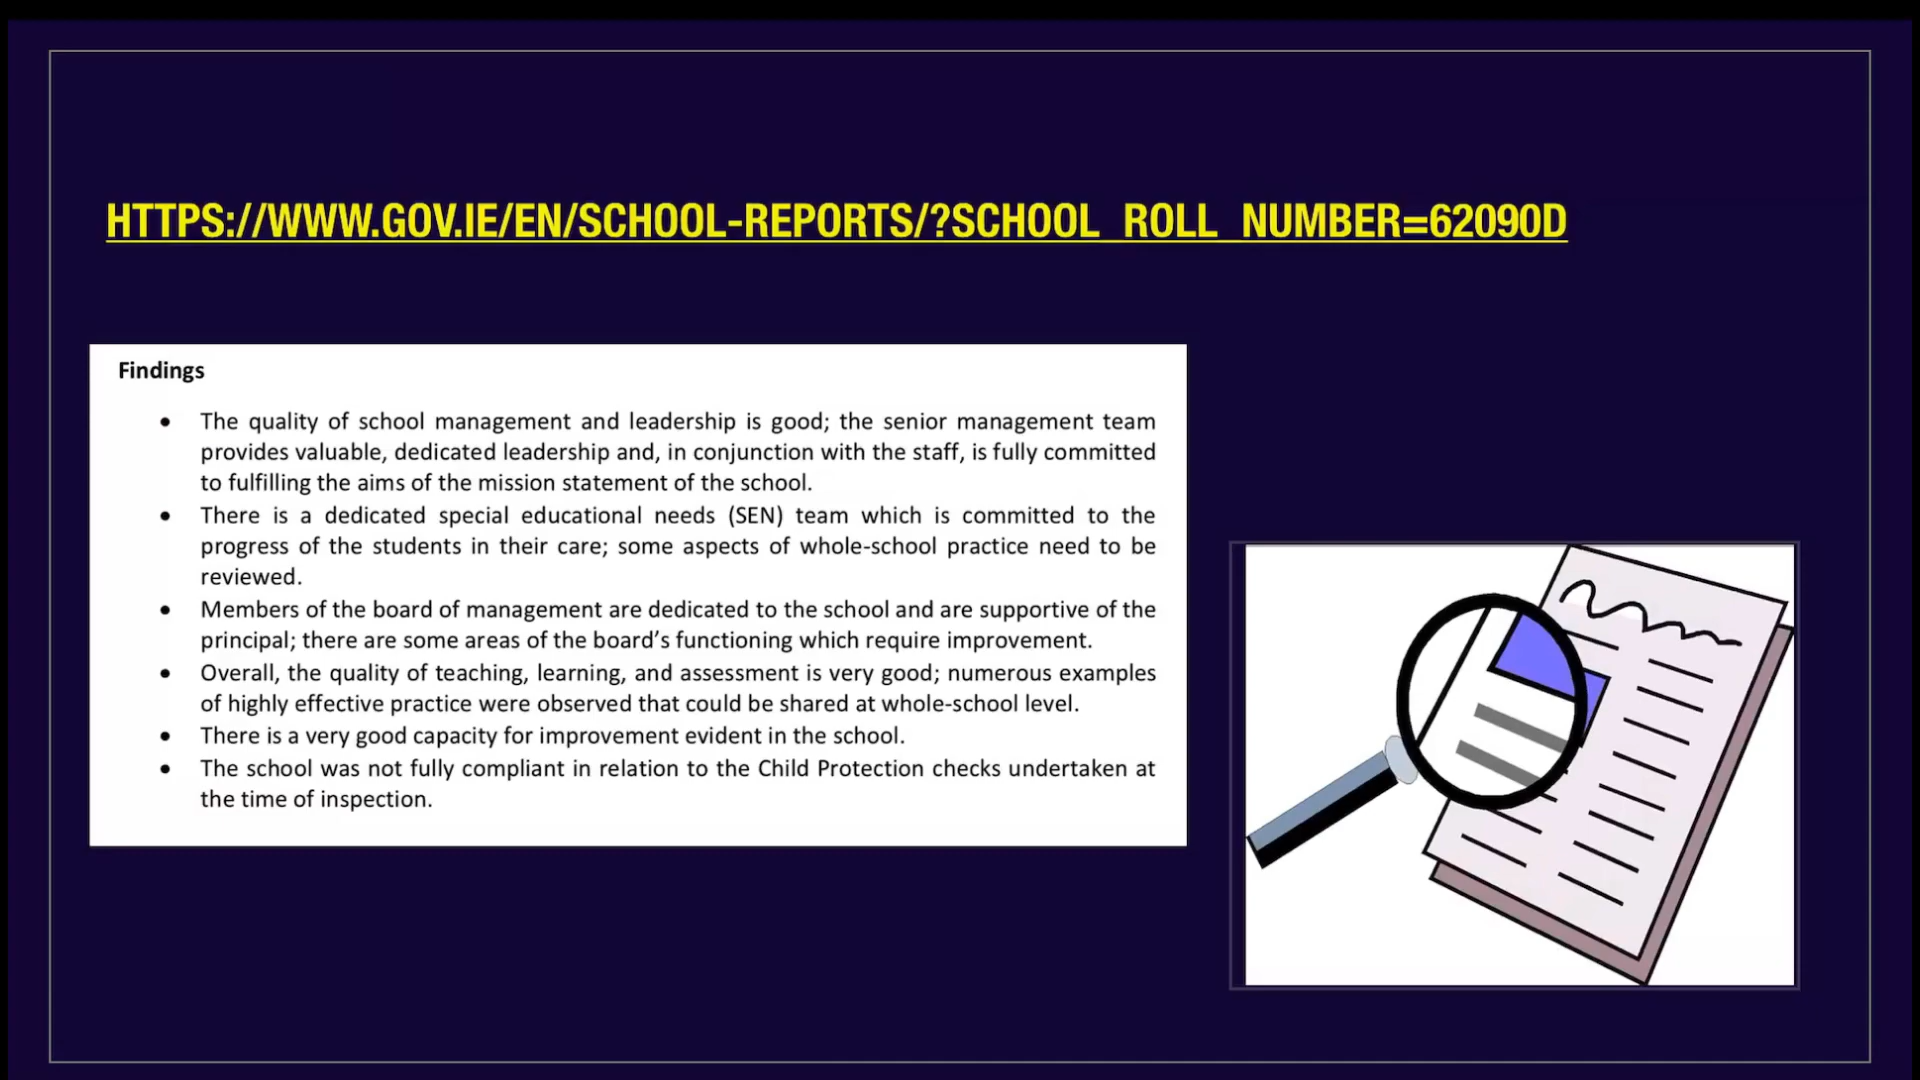 HTTPS://WWW.GOV.IE/EN/SCHOOL-REPORTS/?SCHOOL_ROLL_NUMBER=62090D
Findings
• The quality of school management and leadership is good; the senior management team
provides valuable, dedicated leadership and, in conjunction with the staff, is fully committed
to fulfilling the aims of the mission statement of the school.
• There is a dedicated special educational needs (SEN) team which is committed to the
progress of the students in their care; some aspects of whole-school practice need to be
reviewed.
• Members of the board of management are dedicated to the school and are supportive of the
principal; there are some areas of the board’s functioning which require improvement.
• Overall, the quality of teaching, learning, and assessment is very good; numerous examples
of highly effective practice were observed that could be shared at whole-school level.
• There is a very good capacity for improvement evident in the school.
• The school was not fully compliant in relation to the Child Protection checks undertaken at
the time of inspection.